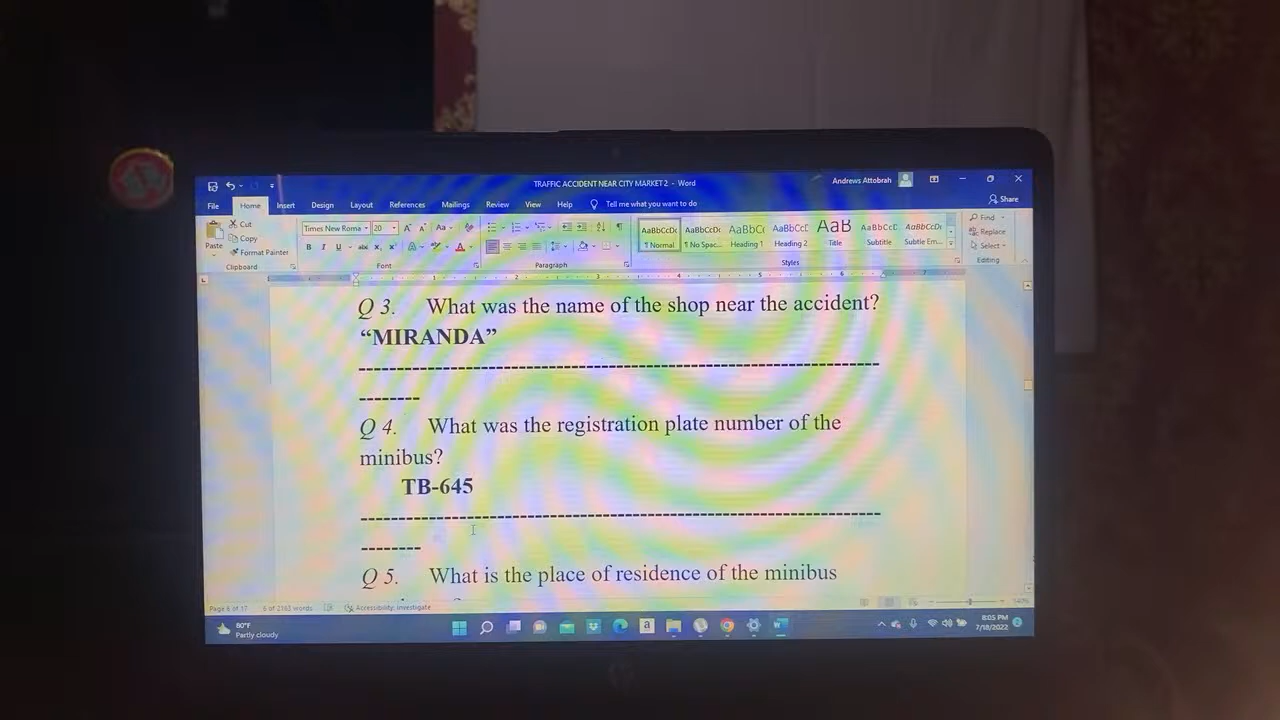 TRAFFIC ACCIDENT NEAR CITY MARKET 2 - Word
Andrews Attobrah
File Home Insert Design Layout References Mailings Review View Help Tell me what you want to do
Share
Paste
Cut
Copy
Format Painter
Clipboard
Times New Roma 20
Font
Paragraph
AaBbCcDc AaBbCcDc AaBbCc AaBbCcC AaB AaBbCcC AaBbCcDc
¶ Normal ¶ No Spac... Heading 1 Heading 2 Title Subtitle Subtle Em...
Styles
Find
Replace
Select
Editing
Q 3. What was the name of the shop near the accident?
“MIRANDA”
--------------------------------------------------------------------
--------
Q 4. What was the registration plate number of the
minibus?
TB-645
--------------------------------------------------------------------
--------
Q 5. What is the place of residence of the minibus
Page 6 of 17 6 of 2163 words Accessibility: Investigate
140%
80°F
Partly cloudy
8:05 PM
7/18/2022